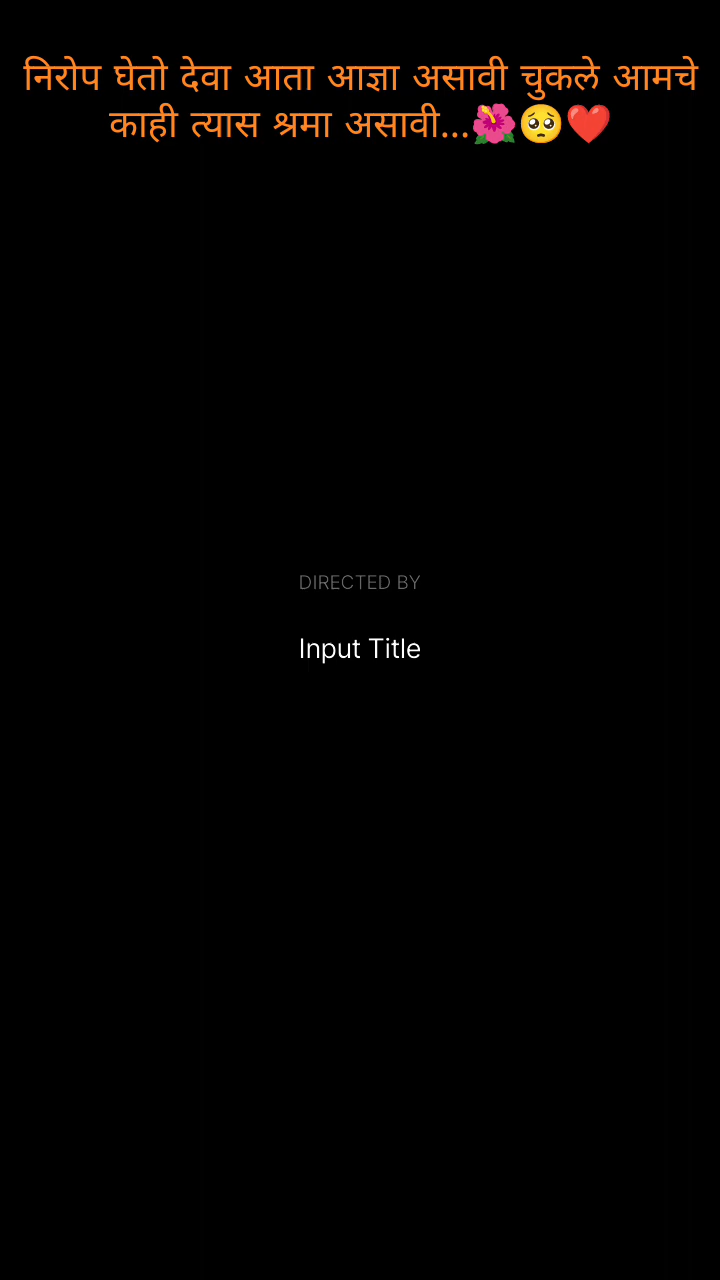 निरोप घेतो देवा आता आज्ञा असावी चुकले आमचे
काही त्यास श्रमा असावी...🌺🥺❤️
DIRECTED BY
Input Title